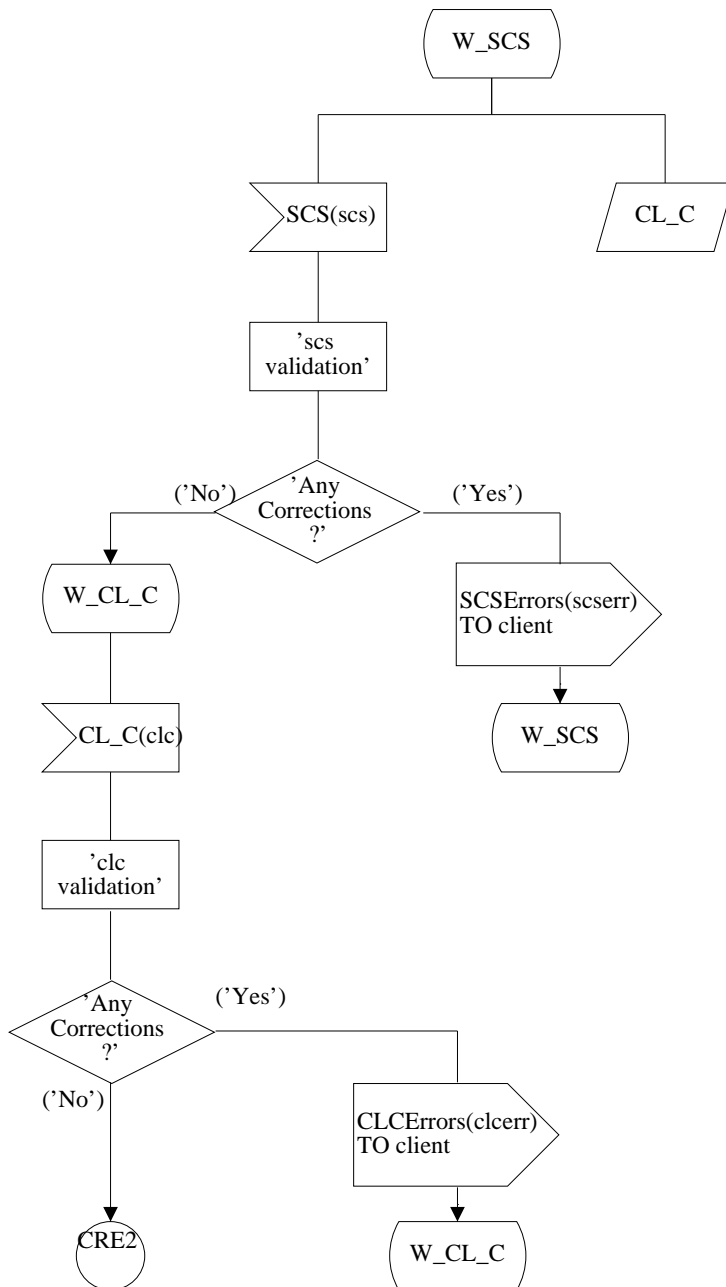 W_SCS
SCS(scs)
CL_C
’scs
validation’
(’No’)
’Any
Corrections
?’
(’Yes’)
W_CL_C
SCSErrors(scserr)
TO client
CL_C(clc)
W_SCS
’clc
validation’
’Any
Corrections
?’
(’Yes’)
(’No’)
CLCErrors(clcerr)
TO client
CRE2
W_CL_C